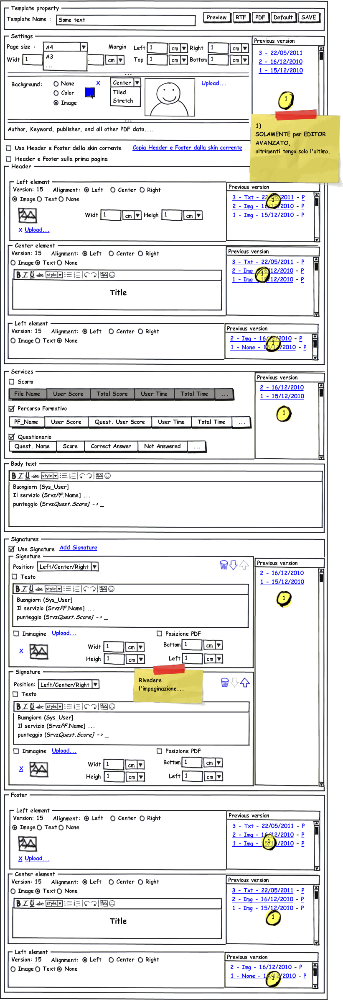 Template property
Template Name : Some text Preview RTF PDF Default SAVE
Settings
Page size : A4 Margin Left 1 cm Right 1 cm
A3
...
Widt 1 cm Top 1 cm Bottom 1 cm
Previous version
3 - 22/05/2011
2 - 16/12/2010
1 - 15/12/2010
1
...
Background: None X Center Upload...
Color Tiled
Image Stretch
...
Author, Keyword, publisher, and all other PDF data....
1)
SOLAMENTE per EDITOR
AVANZATO,
altrimenti tengo solo l'ultimo.
Usa Header e Footer della skin corrente Copia Header e Footer dalla skin corrente
Header e Footer sulla prima pagina
Header
Left element
Version: 15 Alignment: Left Center Right
Image Text None
Widt 1 cm Heigh 1 cm
X Upload...
Previous version
3 - Txt - 22/05/2011 - P
2 - Img - 16/12/2010 - P
1 - Img - 15/12/2010 - P
1
Center element
Version: 15 Alignment: Left Center Right
Image Text None
B I U abc style
Title
Previous version
3 - Txt - 22/05/2011 - P
2 - Img - 16/12/2010 - P
1 - Img - 15/12/2010 - P
1
Left element
Version: 15 Alignment: Left Center Right
Image Text None
Previous version
2 - Img - 16/12/2010 - P
1 - None - 15/12/2010 - P
1
Services
Scorm
File Name User Score Total Score User Time Total Time ...
Percorso Formativo
PF_Name User Score Quest. User Score User Time Total Time ...
Questionario
Quest. Name Score Correct Answer Not Answered ...
Previous version
2 - 16/12/2010
1 - 15/12/2010
1
Body text
B I U abc style
Buongiorn (Sys_User]
Il servizio (SrvzPF.Name] ...
punteggio (SrvzQuest.Score] -> _
Signatures
Use Signature Add Signature
Signature
Position: Left/Center/Right
Testo
B I U abc style
Buongiorn (Sys_User]
Il servizio (SrvzPF.Name] ...
punteggio (SrvzQuest.Score] -> _
Immagine Upload... Posizione PDF
X Widt 1 cm Bottom 1 cm
Heigh 1 cm Left 1 cm
Previous version
2 - 16/12/2010
1 - 15/12/2010
1
Signature
Rivedere
l'impaginazione...
Position: Left/Center/Right
Testo
B I U abc style
Buongiorn (Sys_User]
Il servizio (SrvzPF.Name] ...
punteggio (SrvzQuest.Score] -> _
Immagine Upload... Posizione PDF
X Widt 1 cm Bottom 1 cm
Heigh 1 cm Left 1 cm
Footer
Left element
Version: 15 Alignment: Left Center Right
Image Text None
X Upload...
Previous version
3 - Txt - 22/05/2011 - P
2 - Img - 16/12/2010 - P
1 - Img - 15/12/2010 - P
1
Center element
Version: 15 Alignment: Left Center Right
Image Text None
B I U abc style
Title
Previous version
3 - Txt - 22/05/2011 - P
2 - Img - 16/12/2010 - P
1 - Img - 15/12/2010 - P
1
Left element
Version: 15 Alignment: Left Center Right
Image Text None
Previous version
2 - Img - 16/12/2010 - P
1 - None - 15/12/2010 - P
1